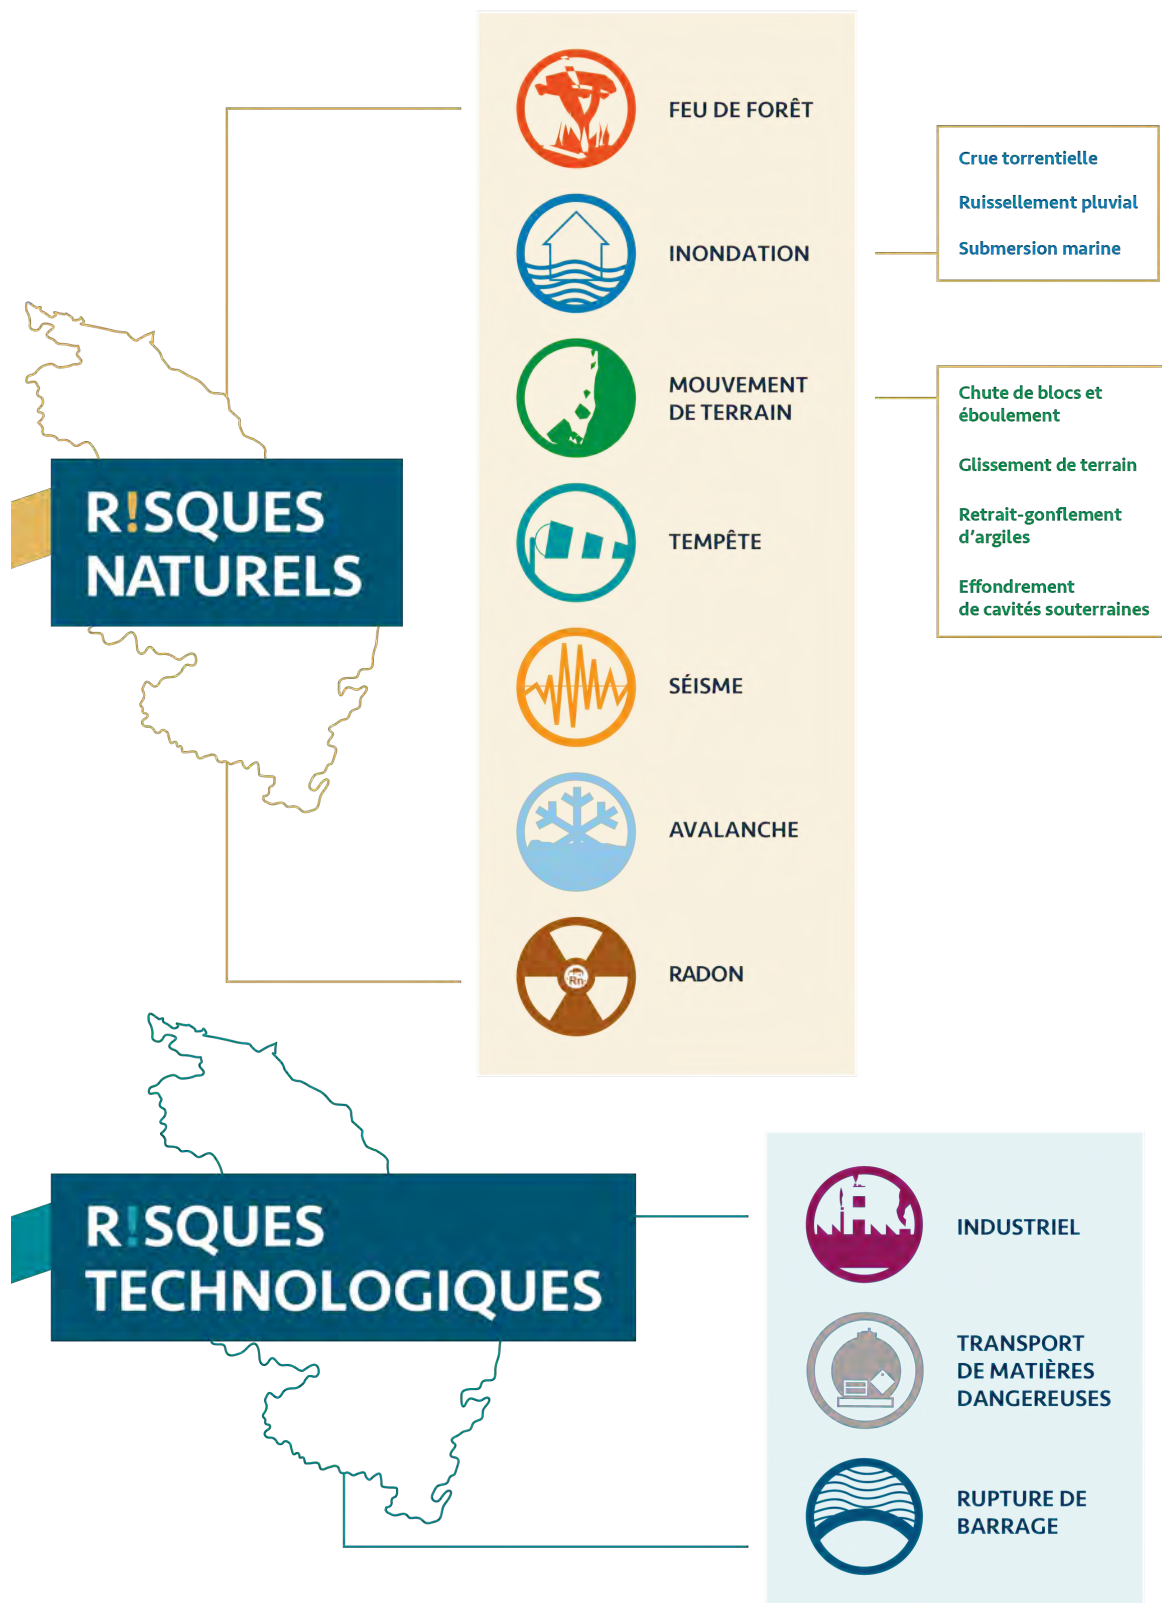 R!SQUES
NATURELS
FEU DE FORÊT
INONDATION
Crue torrentielle
Ruissellement pluvial
Submersion marine
MOUVEMENT
DE TERRAIN
Chute de blocs et
éboulement
Glissement de terrain
Retrait-gonflement
d’argiles
Effondrement
de cavités souterraines
TEMPÊTE
SÉISME
AVALANCHE
Rn
RADON
R!SQUES
TECHNOLOGIQUES
INDUSTRIEL
TRANSPORT
DE MATIÈRES
DANGEREUSES
RUPTURE DE
BARRAGE